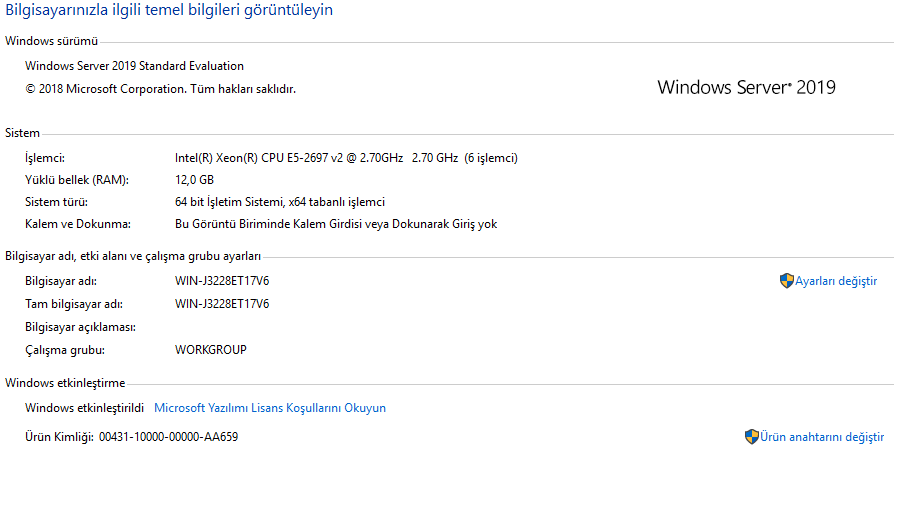 Bilgisayarınızla ilgili temel bilgileri görüntüleyin
Windows sürümü
Windows Server 2019 Standard Evaluation
© 2018 Microsoft Corporation. Tüm hakları saklıdır.
Windows Server® 2019
Sistem
İşlemci: Intel(R) Xeon(R) CPU E5-2697 v2 @ 2.70GHz 2.70 GHz (6 işlemci)
Yüklü bellek (RAM): 12,0 GB
Sistem türü: 64 bit İşletim Sistemi, x64 tabanlı işlemci
Kalem ve Dokunma: Bu Görüntü Biriminde Kalem Girdisi veya Dokunarak Giriş yok
Bilgisayar adı, etki alanı ve çalışma grubu ayarları
Bilgisayar adı: WIN-J3228ET17V6 Ayarları değiştir
Tam bilgisayar adı: WIN-J3228ET17V6
Bilgisayar açıklaması:
Çalışma grubu: WORKGROUP
Windows etkinleştirme
Windows etkinleştirildi Microsoft Yazılımı Lisans Koşullarını Okuyun
Ürün Kimliği: 00431-10000-00000-AA659 Ürün anahtarını değiştir